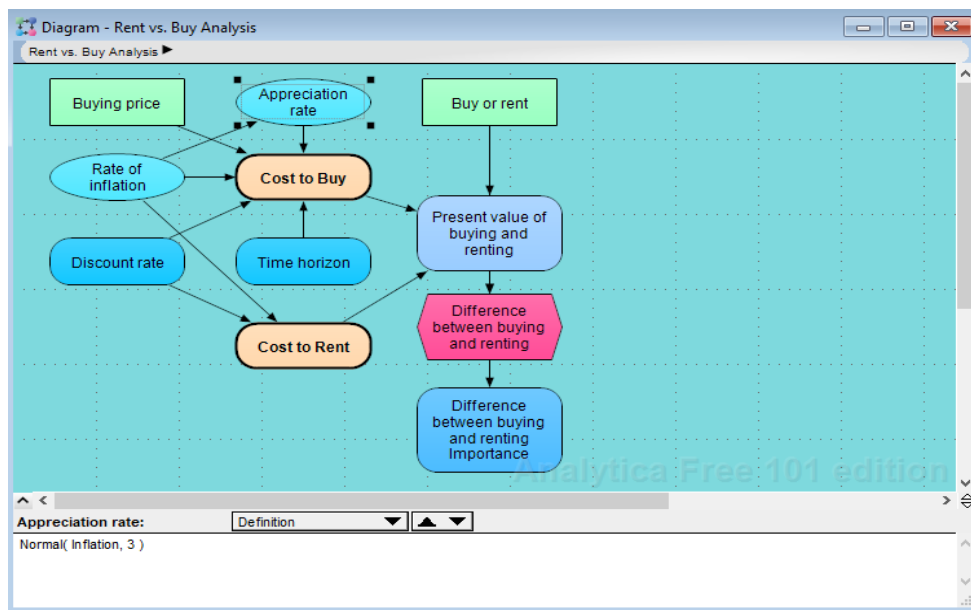 Diagram - Rent vs. Buy Analysis
Rent vs. Buy Analysis
Buying price
Appreciation
rate
Buy or rent
Rate of
inflation
Cost to Buy
Present value of
buying and
renting
Discount rate
Time horizon
Difference
between buying
and renting
Cost to Rent
Difference
between buying
and renting
Importance
Analytica Free 101 edition
Appreciation rate:
Definition
Normal( Inflation, 3 )